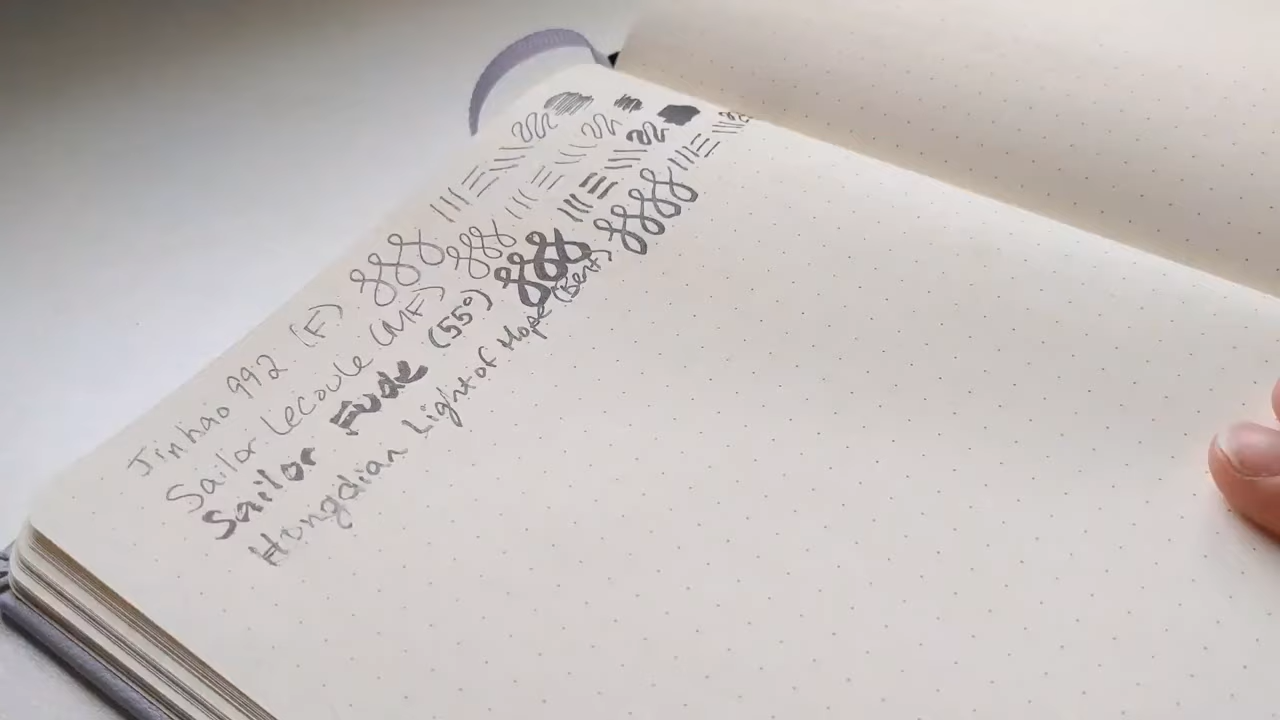 Jinhao 992 (F)
Sailor Lecoule (MF)
Sailor Fude (55°)
Hongdian Light of Hope (Bent)